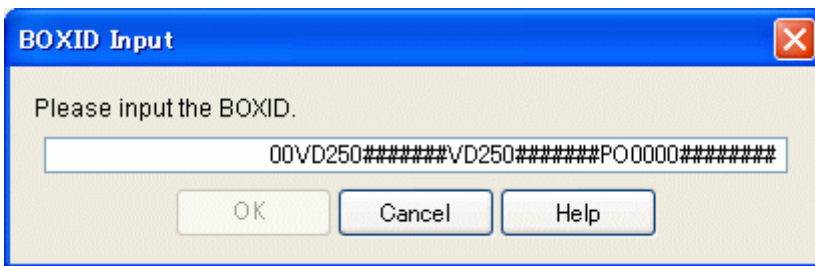 BOXID Input
Please input the BOXID.
00VD250#######VD250#######PO0000########
OK Cancel Help